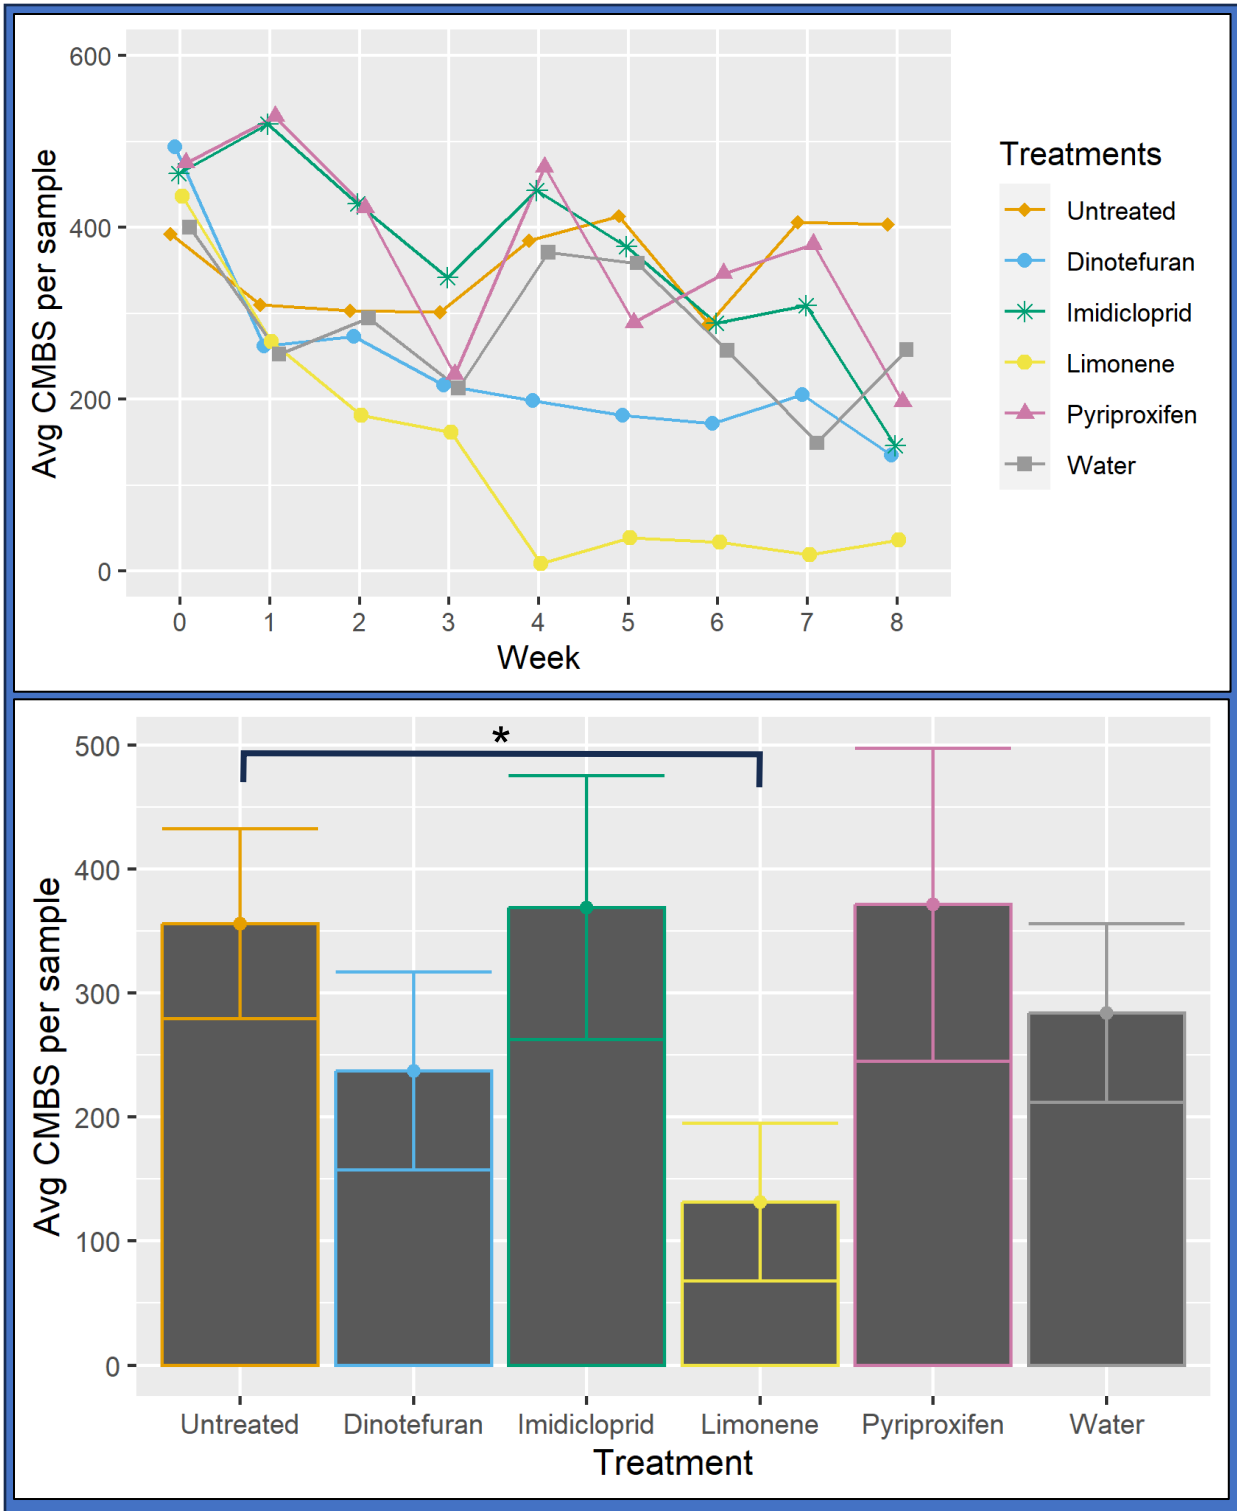 600
400
200
0
Avg CMBS per sample
0 1 2 3 4 5 6 7 8
Week
Treatments
Untreated
Dinotefuran
Imidicloprid
Limonene
Pyriproxifen
Water
*
500
400
300
200
100
0
Avg CMBS per sample
Untreated Dinotefuran Imidicloprid Limonene Pyriproxifen Water
Treatment